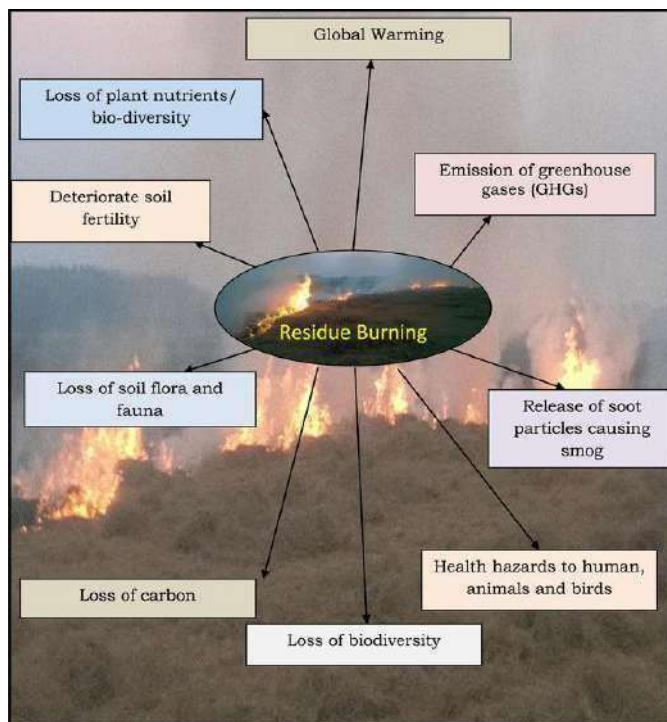 Global Warming
Loss of plant nutrients/
bio-diversity
Emission of greenhouse
gases (GHGs)
Deteriorate soil
fertility
Residue Burning
Loss of soil flora and
fauna
Release of soot
particles causing
smog
Health hazards to human,
animals and birds
Loss of carbon
Loss of biodiversity